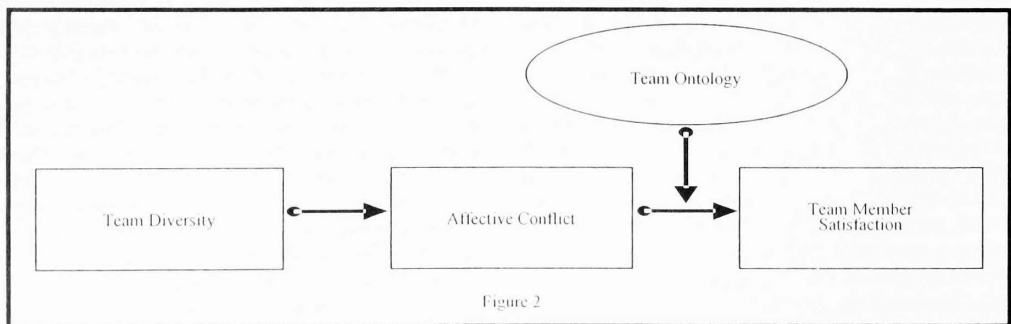 Team Ontology
Team Diversity
Affective Conflict
Team Member
Satisfaction
Figure 2